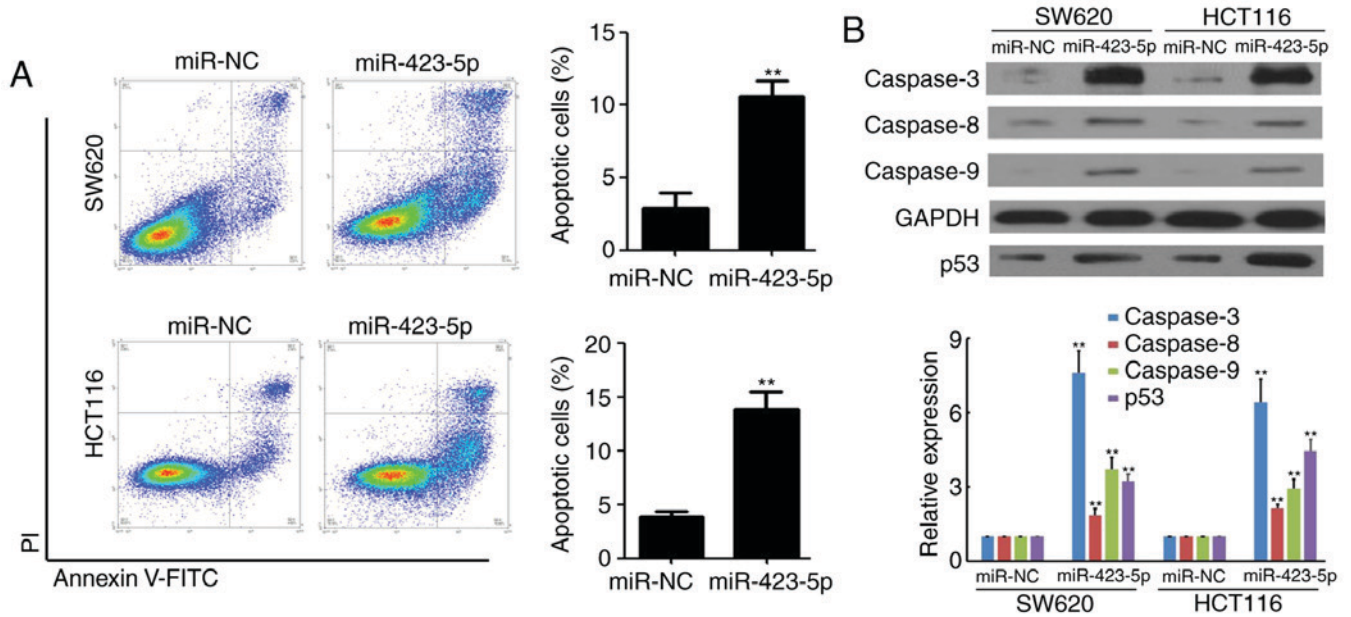 A
miR-NC
miR-423-5p
SW620
miR-NC
miR-423-5p
HCT116
PI
Annexin V-FITC
Apoptotic cells (%)
15
10
5
0
**
miR-NC
miR-423-5p
Apoptotic cells (%)
20
15
10
5
0
**
miR-NC
miR-423-5p
B
SW620
HCT116
miR-NC
miR-423-5p
miR-NC
miR-423-5p
Caspase-3
Caspase-8
Caspase-9
GAPDH
p53
Relative expression
9
6
3
0
Caspase-3
Caspase-8
Caspase-9
p53
**
**
**
**
**
**
**
**
miR-NC
miR-423-5p
miR-NC
miR-423-5p
SW620
HCT116